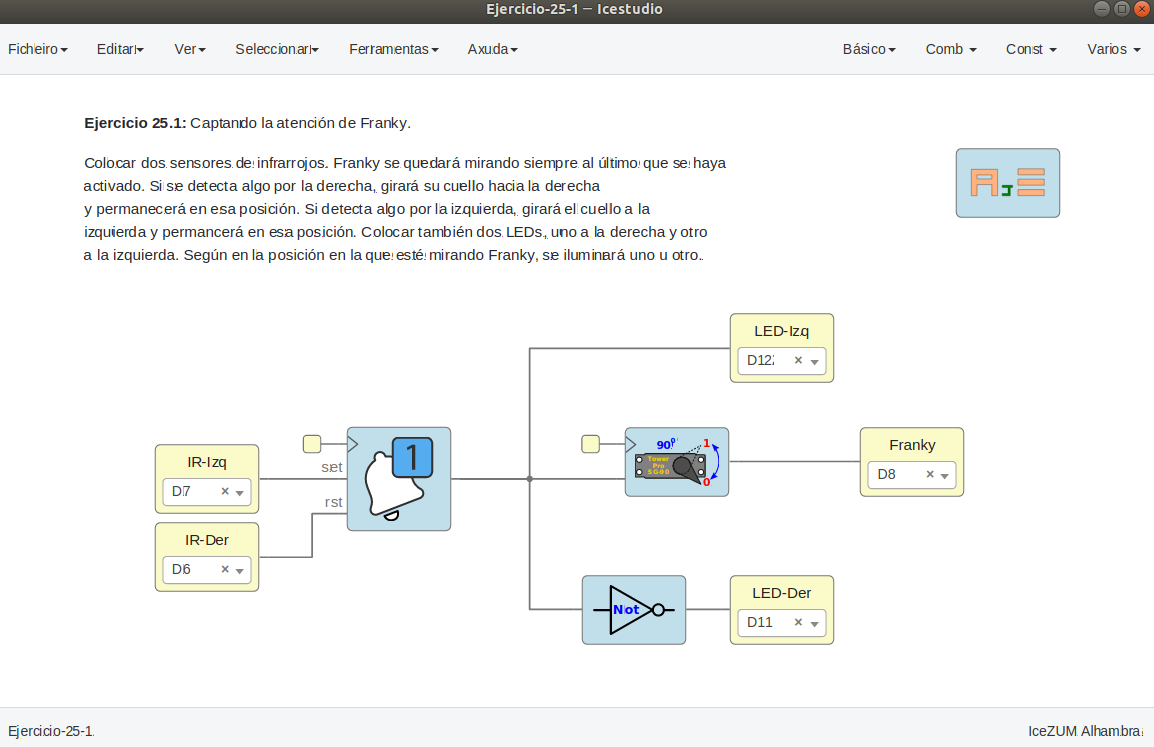 Ejercicio-25-1 – Icestudio
Ficheiro Editar Ver Seleccionar Ferramentas Axuda Básico Comb Const Varios
Ejercicio 25.1: Captando la atención de Franky.
Colocar dos sensores de infrarrojos. Franky se quedará mirando siempre al último que se haya
activado. Si se detecta algo por la derecha, girará su cuello hacia la derecha
y permanecerá en esa posición. Si detecta algo por la izquierda, girará el cuello a la
izquierda y permancerá en esa posición. Colocar también dos LEDs, uno a la derecha y otro
a la izquierda. Según en la posición en la que esté mirando Franky, se iluminará uno u otro.
LED-Izq
D12
IR-Izq
D7
set
rst
1
IR-Der
D6
90º
1
Tower
Pro
SG90
0
Franky
D8
Not
LED-Der
D11
Ejercicio-25-1
IceZUM Alhambra